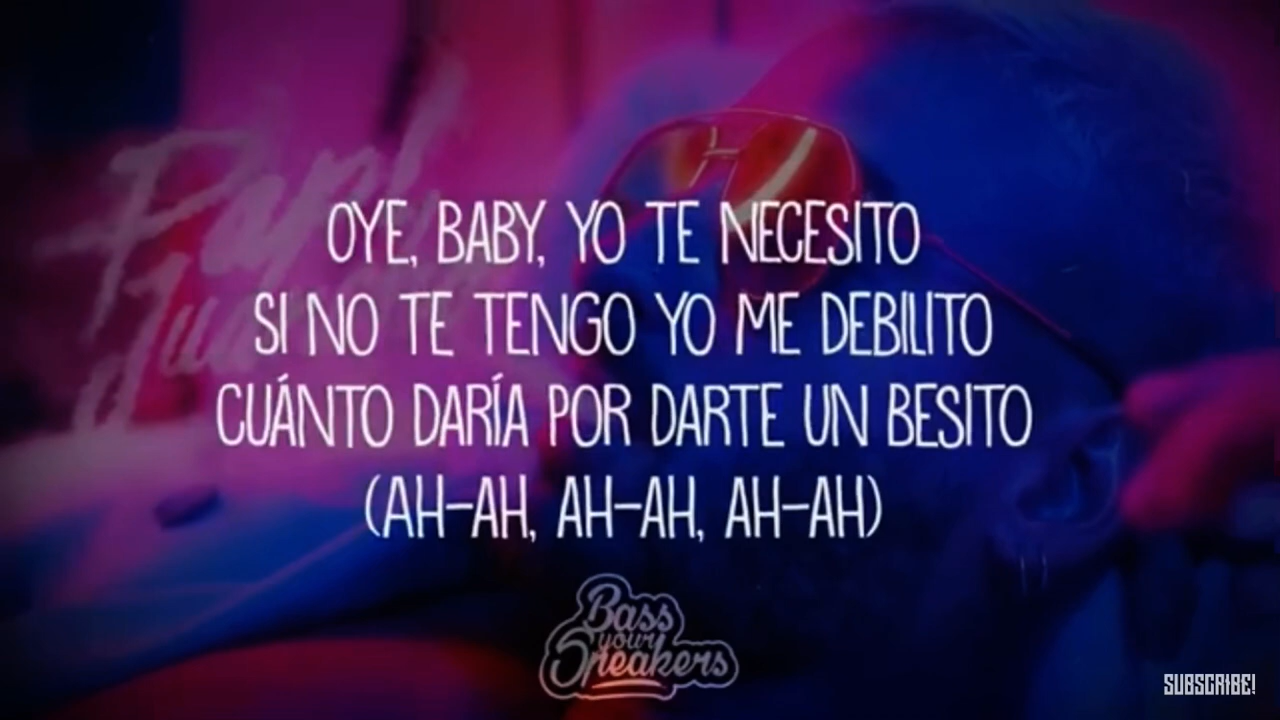 Papi
OYE, BABY, YO TE NECESITO
SI NO TE TENGO YO ME DEBILITO
CUÁNTO DARÍA POR DARTE UN BESITO
(AH-AH, AH-AH, AH-AH)
Bass
your
Speakers
SUBSCRIBE!